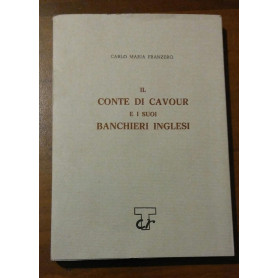 CARLO MARIA FRANZERO
IL
CONTE DI CAVOUR
E I SUOI
BANCHIERI INGLESI